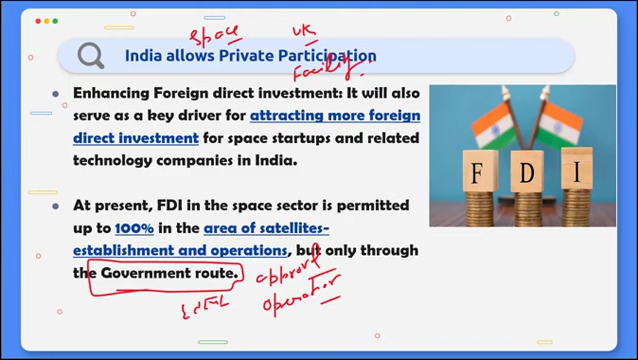 Space
UK
India allows Private Participation
Facility.
Enhancing Foreign direct investment: It will also
serve as a key driver for attracting more foreign
direct investment for space startups and related
technology companies in India.
F D I
At present, FDI in the space sector is permitted
up to 100% in the area of satellites-
establishment and operations, but only through
the Government route.
approval
operation